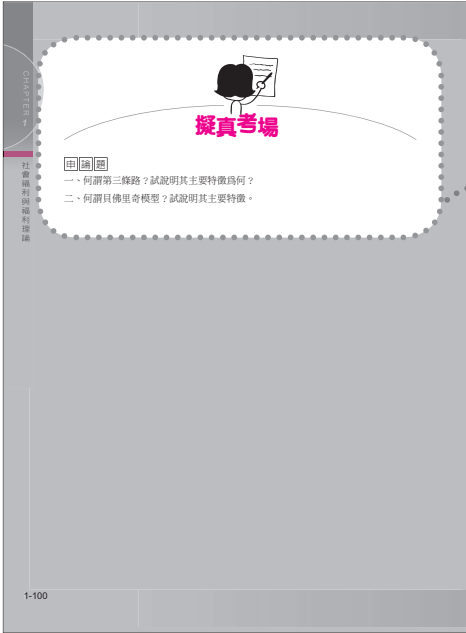 CHAPTER 1
社會福利與福利理論
擬真考場
申論題
一、何謂第三條路？試說明其主要特徵為何？
二、何謂貝佛里奇模型？試說明其主要特徵。
1-100